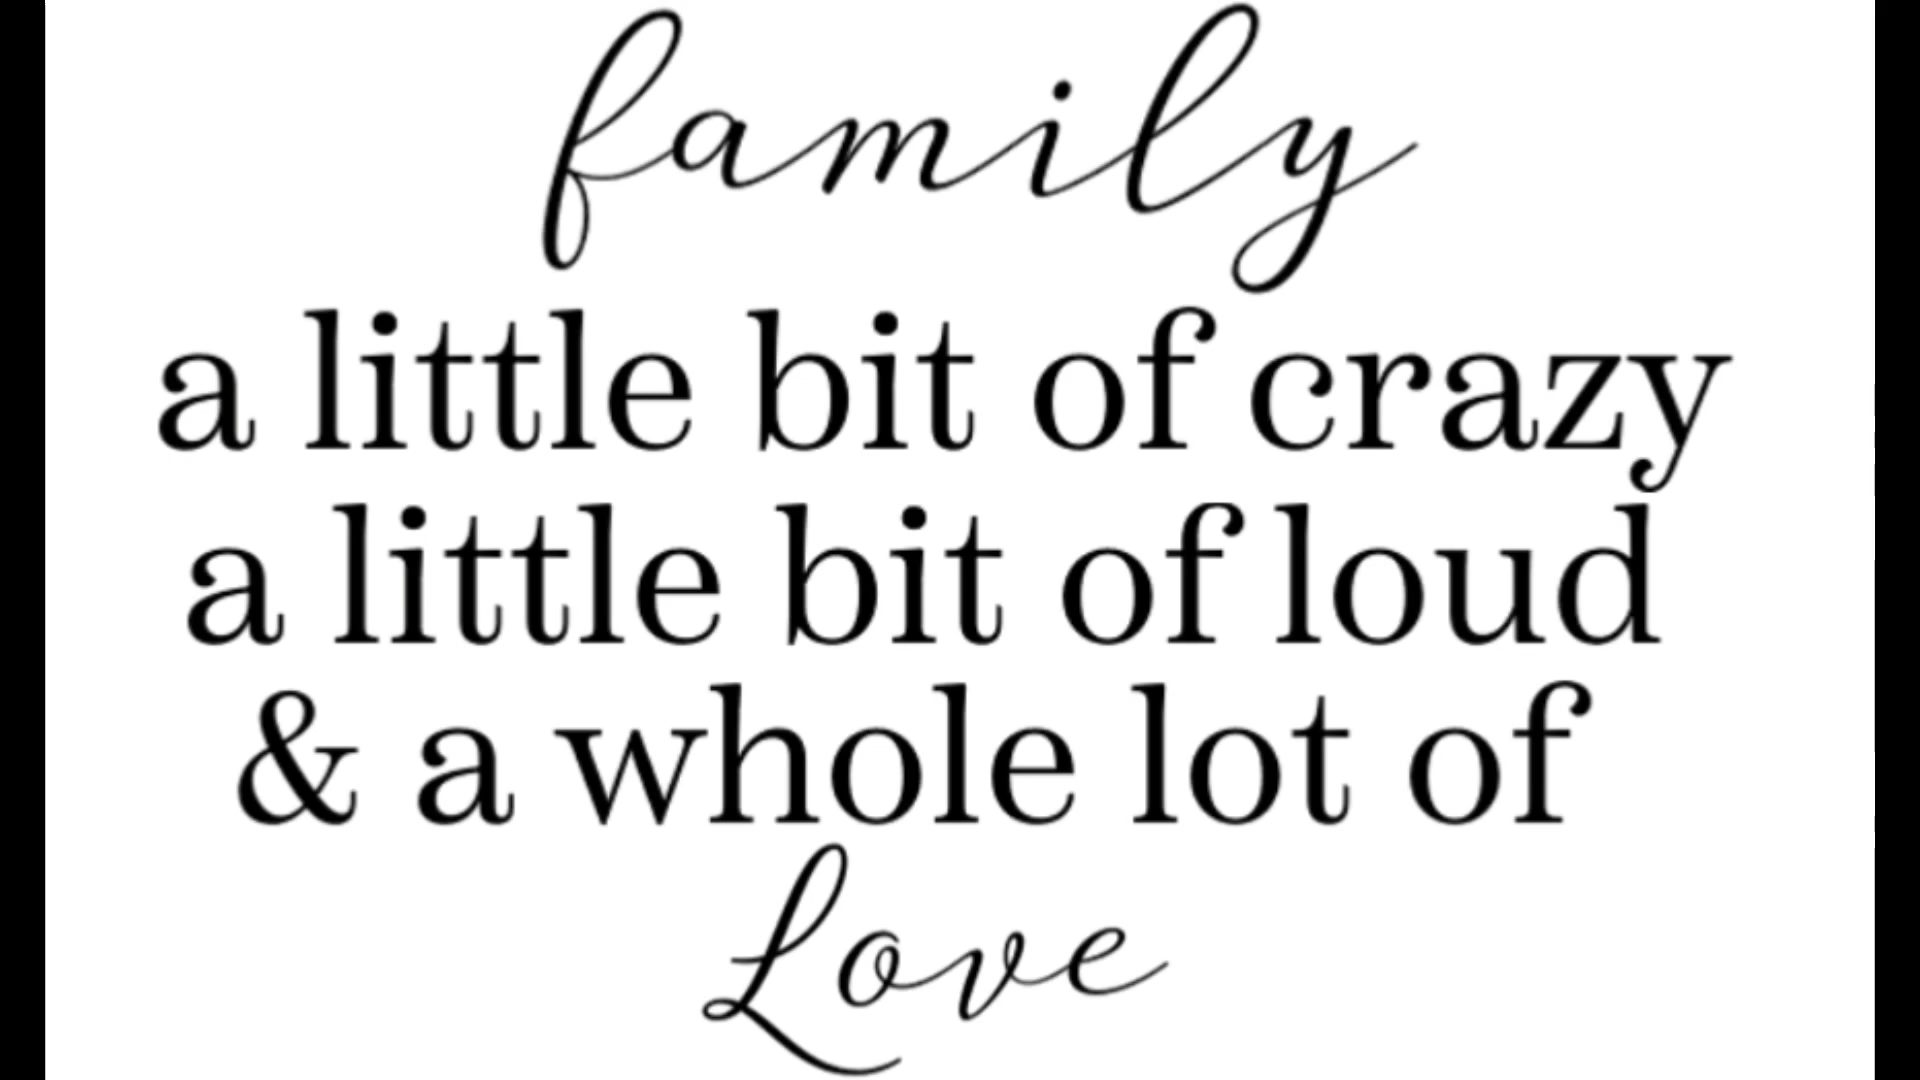 family
a little bit of crazy
a little bit of loud
& a whole lot of
Love